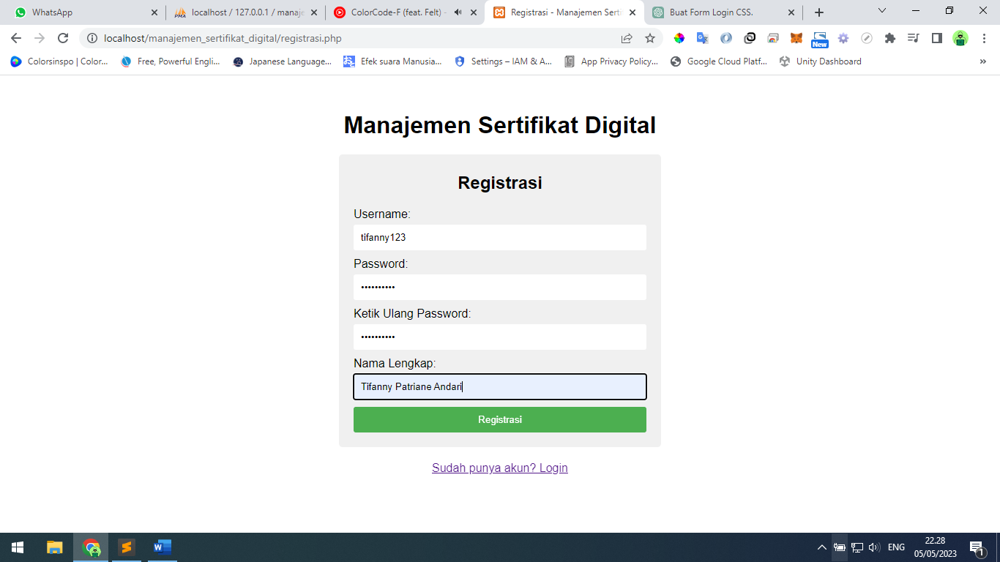 WhatsApp
localhost / 127.0.0.1 / manaje
ColorCode-F (feat. Felt) -
Registrasi - Manajemen Serti
Buat Form Login CSS.
localhost/manajemen_sertifikat_digital/registrasi.php
New
Colorsinspo | Color...
Free, Powerful Engli...
Japanese Language...
Efek suara Manusia...
Settings – IAM & A...
App Privacy Policy...
Google Cloud Platf...
Unity Dashboard
»
Manajemen Sertifikat Digital
Registrasi
Username:
tifanny123
Password:
••••••••••
Ketik Ulang Password:
••••••••••
Nama Lengkap:
Tifanny Patriane Andari
Registrasi
Sudah punya akun? Login
ENG
22.28
05/05/2023
1